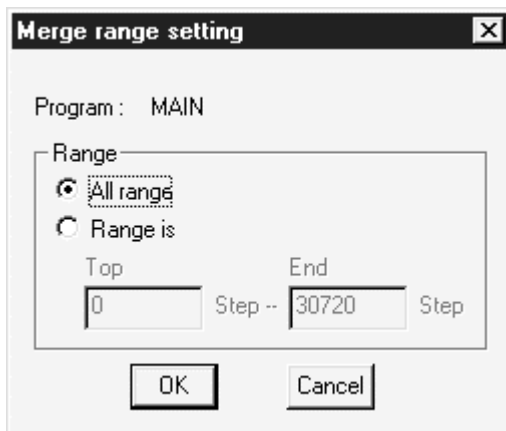 Merge range setting
Program : MAIN
Range
All range
Range is
Top End
0 Step -- 30720 Step
OK Cancel